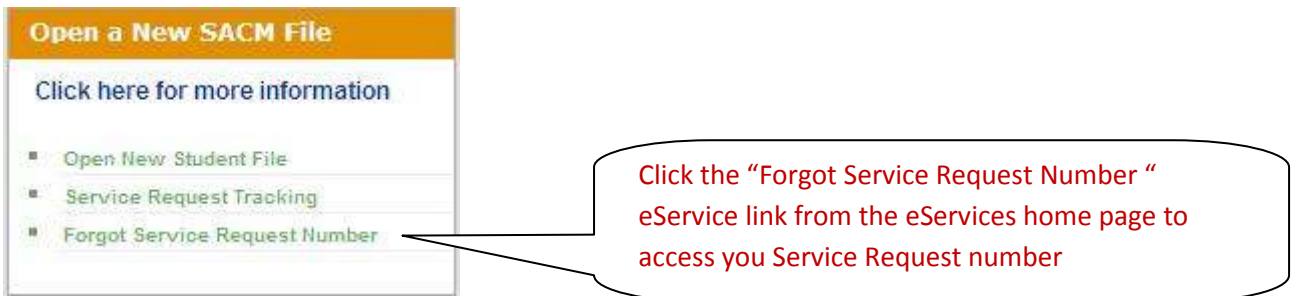 Open a New SACM File
Click here for more information
Open New Student File
Service Request Tracking
Forgot Service Request Number
Click the “Forgot Service Request Number “
eService link from the eServices home page to
access you Service Request number